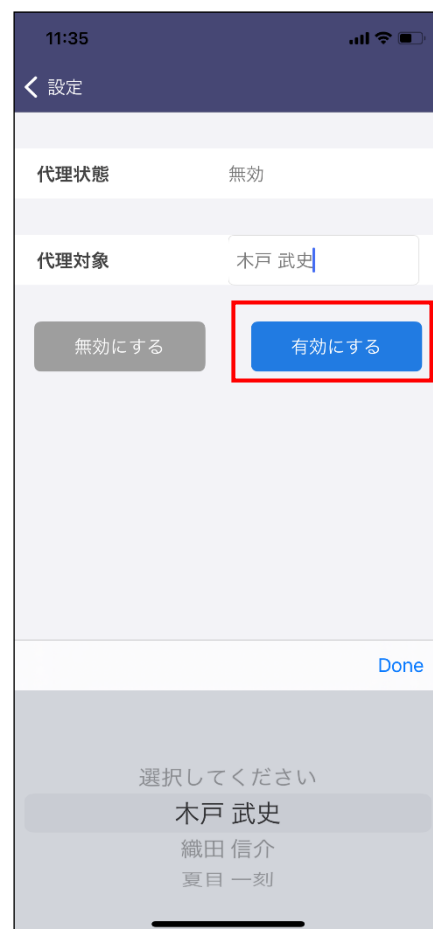 11:35
設定
代理状態 無効
代理対象 木戸 武史
無効にする 有効にする
Done
選択してください
木戸 武史
織田 信介
夏目 一刻